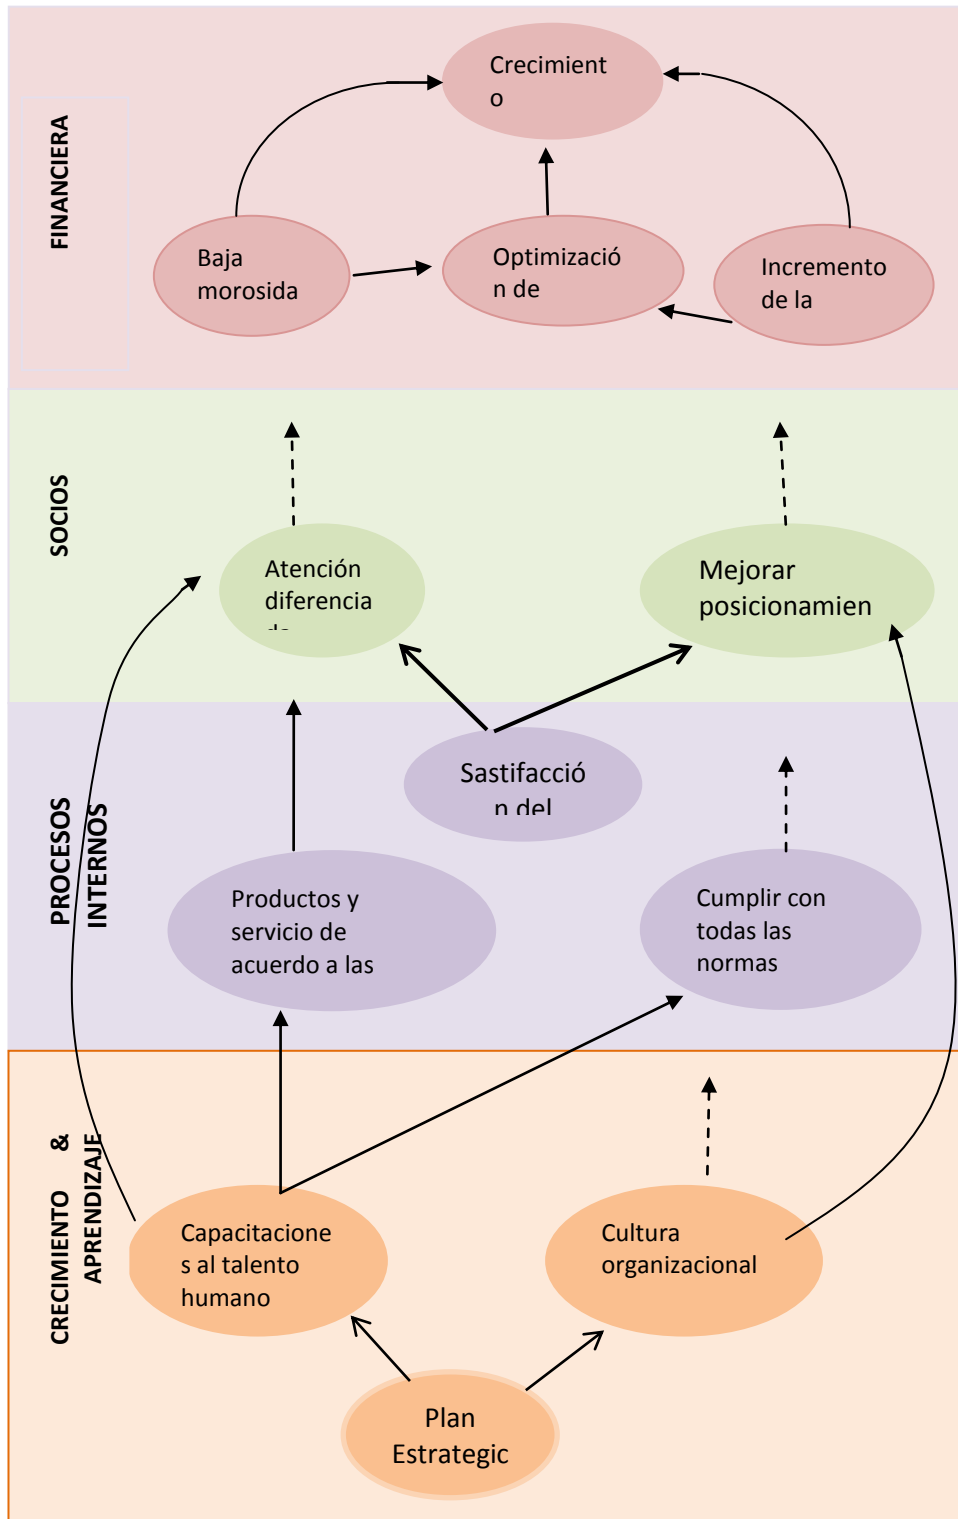 FINANCIERA
Crecimient
o
Baja
morosida
Optimizació
n de
Incremento
de la
SOCIOS
Atención
diferencia
da
Mejorar
posicionamien
PROCESOS
INTERNOS
Sastifacció
n del
Productos y
servicio de
acuerdo a las
Cumplir con
todas las
normas
CRECIMIENTO &
APRENDIZAJE
Capacitacione
s al talento
humano
Cultura
organizacional
Plan
Estrategic